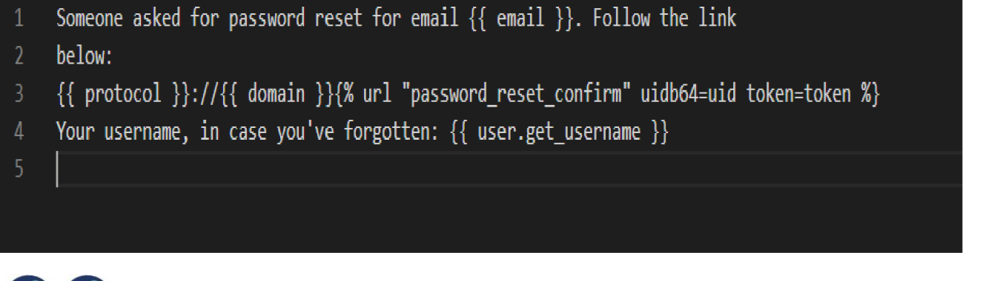 1 Someone asked for password reset for email {{ email }}. Follow the link
2 below:
3 {{ protocol }}://{{ domain }}{% url "password_reset_confirm" uidb64=uid token=token %}
4 Your username, in case you've forgotten: {{ user.get_username }}
5